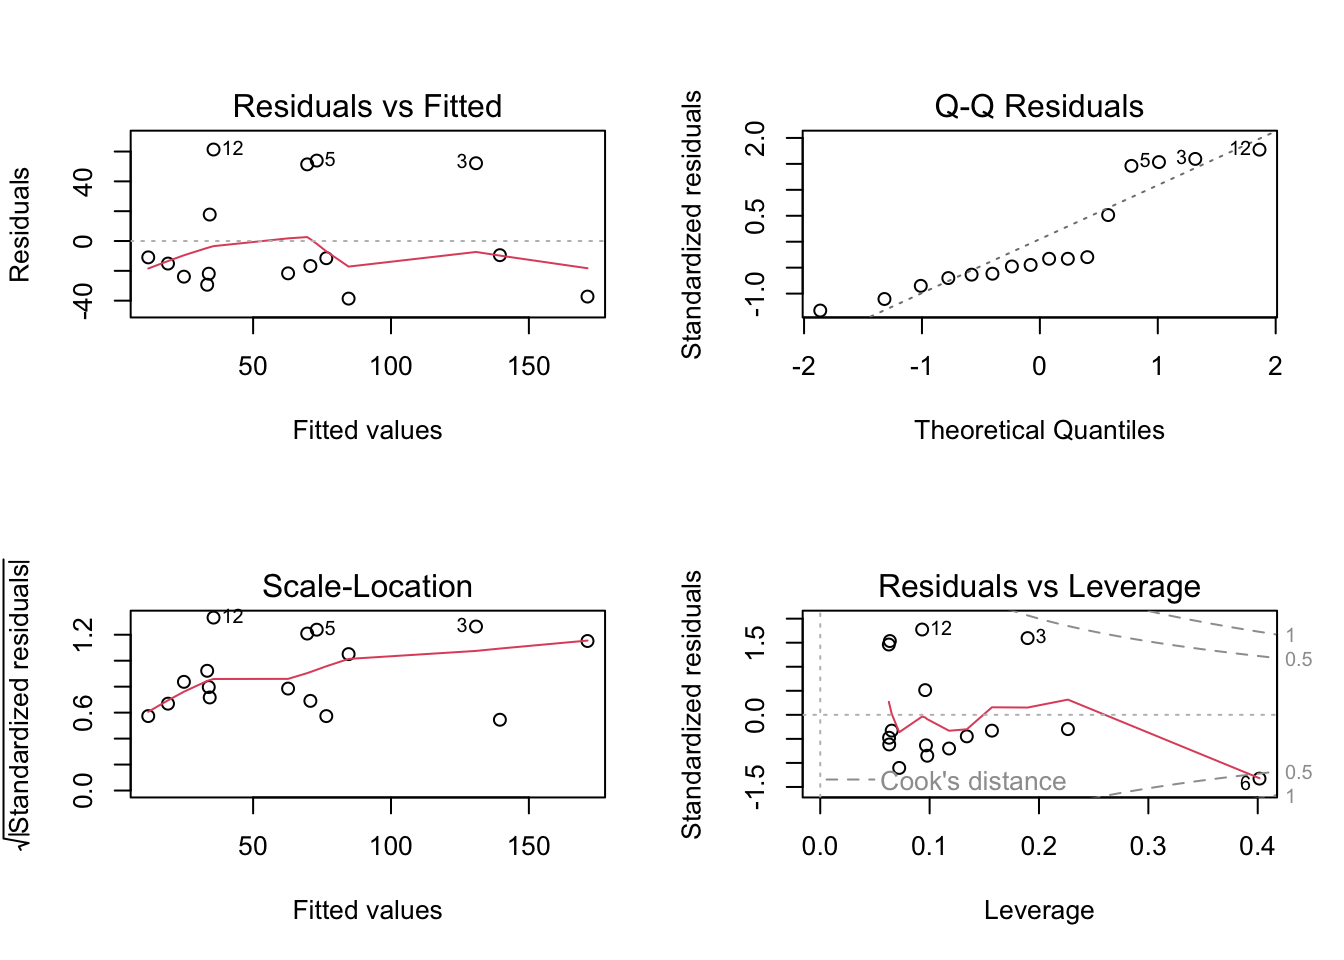 Residuals vs Fitted
Residuals
-40 0 40
12
5
3
50 100 150
Fitted values
Q-Q Residuals
Standardized residuals
-1.0 0.5 2.0
5
3
12
-2 -1 0 1 2
Theoretical Quantiles
Scale-Location
√|Standardized residuals|
0.0 0.6 1.2
12
5
3
50 100 150
Fitted values
Residuals vs Leverage
Standardized residuals
-1.5 0.0 1.5
12
3
6
1
0.5
0.5
1
Cook's distance
0.0 0.1 0.2 0.3 0.4
Leverage